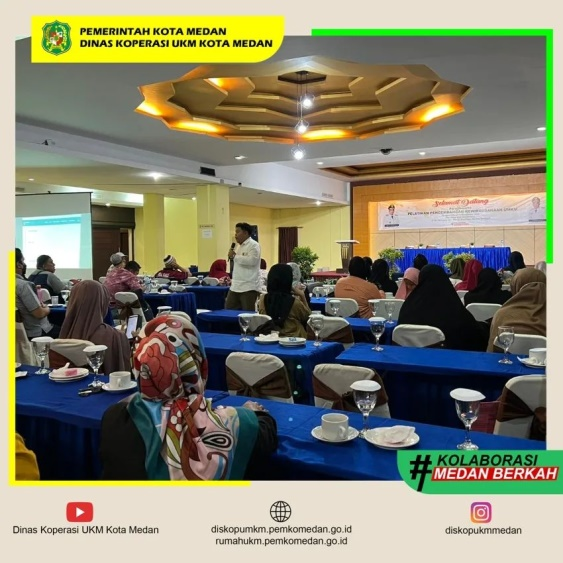 PEMERINTAH KOTA MEDAN
DINAS KOPERASI UKM KOTA MEDAN
Selamat Datang
#KOLABORASI
MEDAN BERKAH
Dinas Koperasi UKM Kota Medan
diskopumkm.pemkomedan.go.id
rumahukm.pemkomedan.go.id
diskopukmmedan